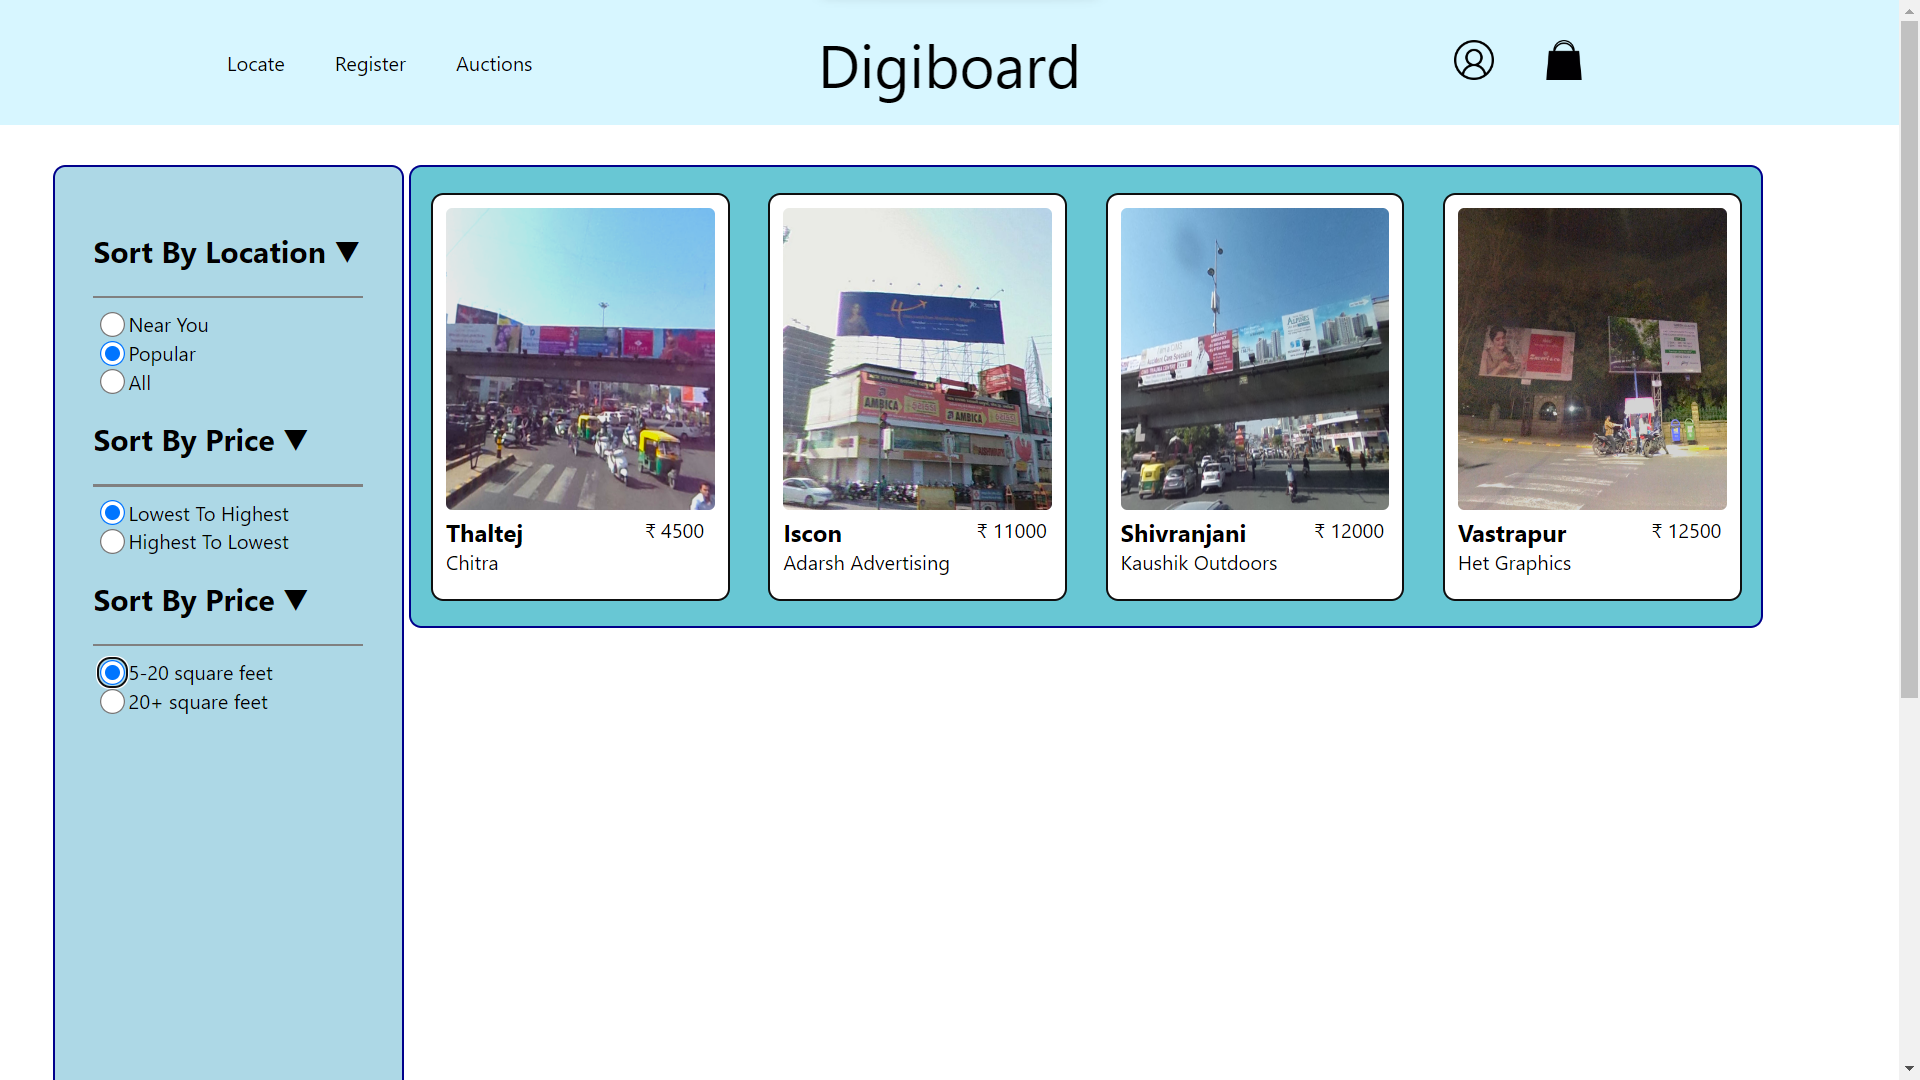 Locate
Register
Auctions
Digiboard
Sort By Location ▼
Near You
Popular
All
Sort By Price ▼
Lowest To Highest
Highest To Lowest
Sort By Price ▼
5-20 square feet
20+ square feet
AMBICA
AMBICA
Thaltej
₹ 4500
Chitra
Iscon
₹ 11000
Adarsh Advertising
Shivranjani
₹ 12000
Kaushik Outdoors
Vastrapur
₹ 12500
Het Graphics